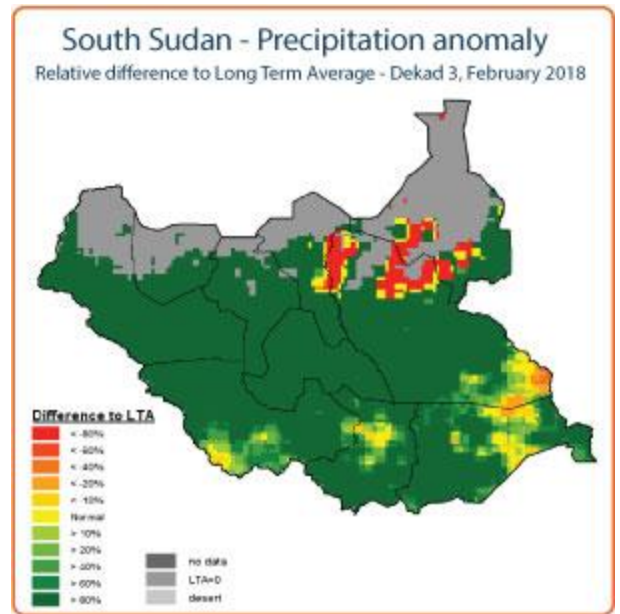 South Sudan - Precipitation anomaly
Relative difference to Long Term Average - Dekad 3, February 2018
Difference to LTA
< -80%
< -60%
< -40%
< -20%
< 10%
Normal
> 10%
> 20%
> 40%
> 60%
> 80%
no data
LTA=0
desert